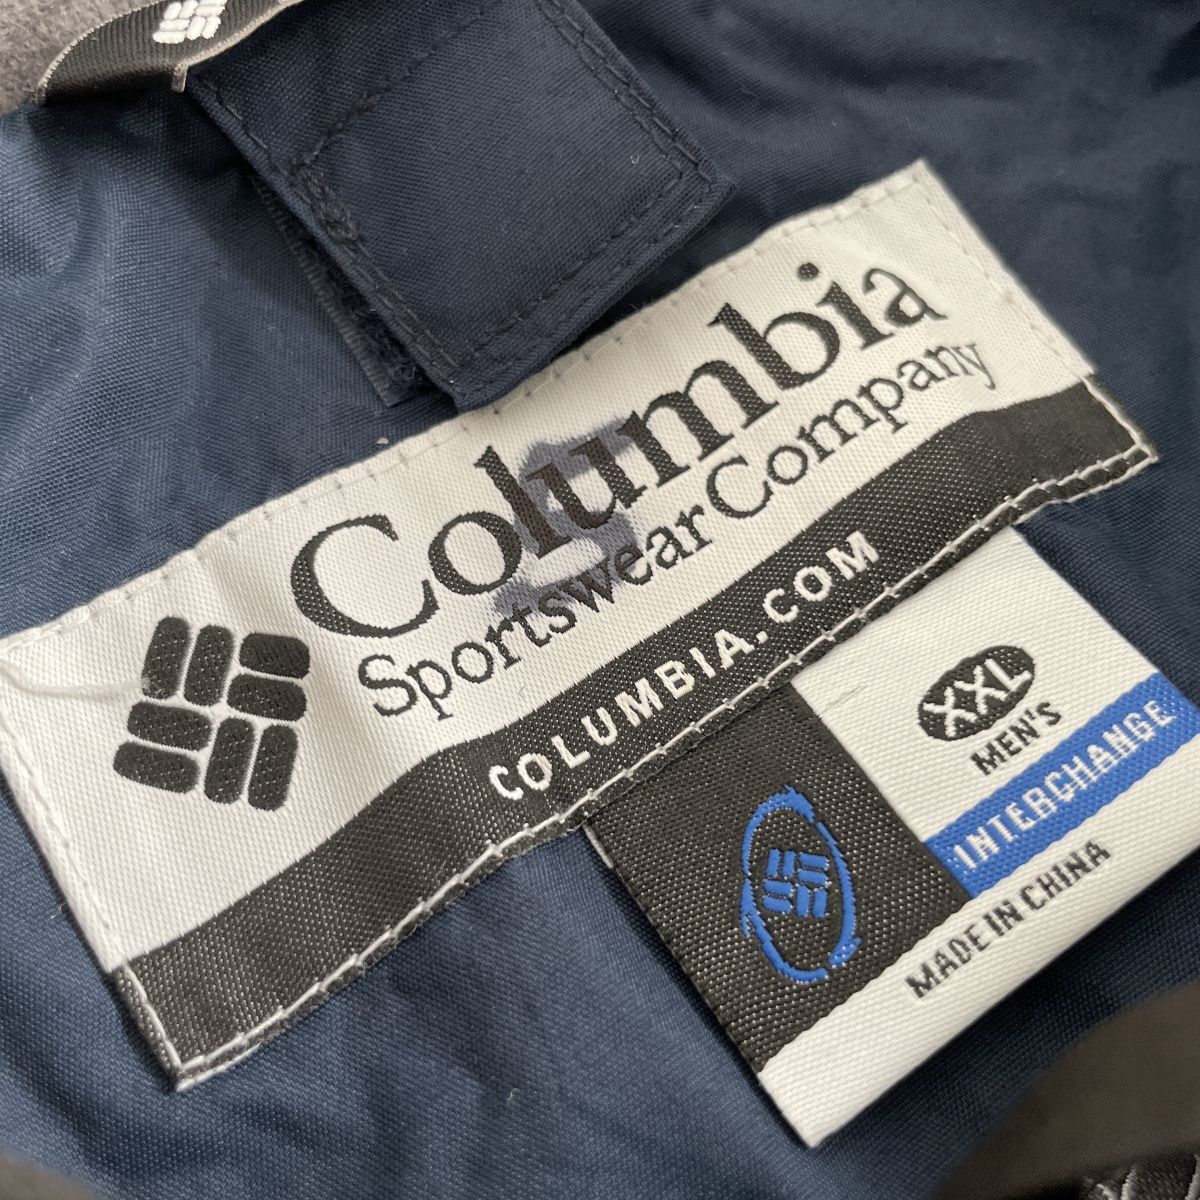 Columbia
Sportswear Company
COLUMBIA.COM
XXL
MEN'S
INTERCHANGE
MADE IN CHINA